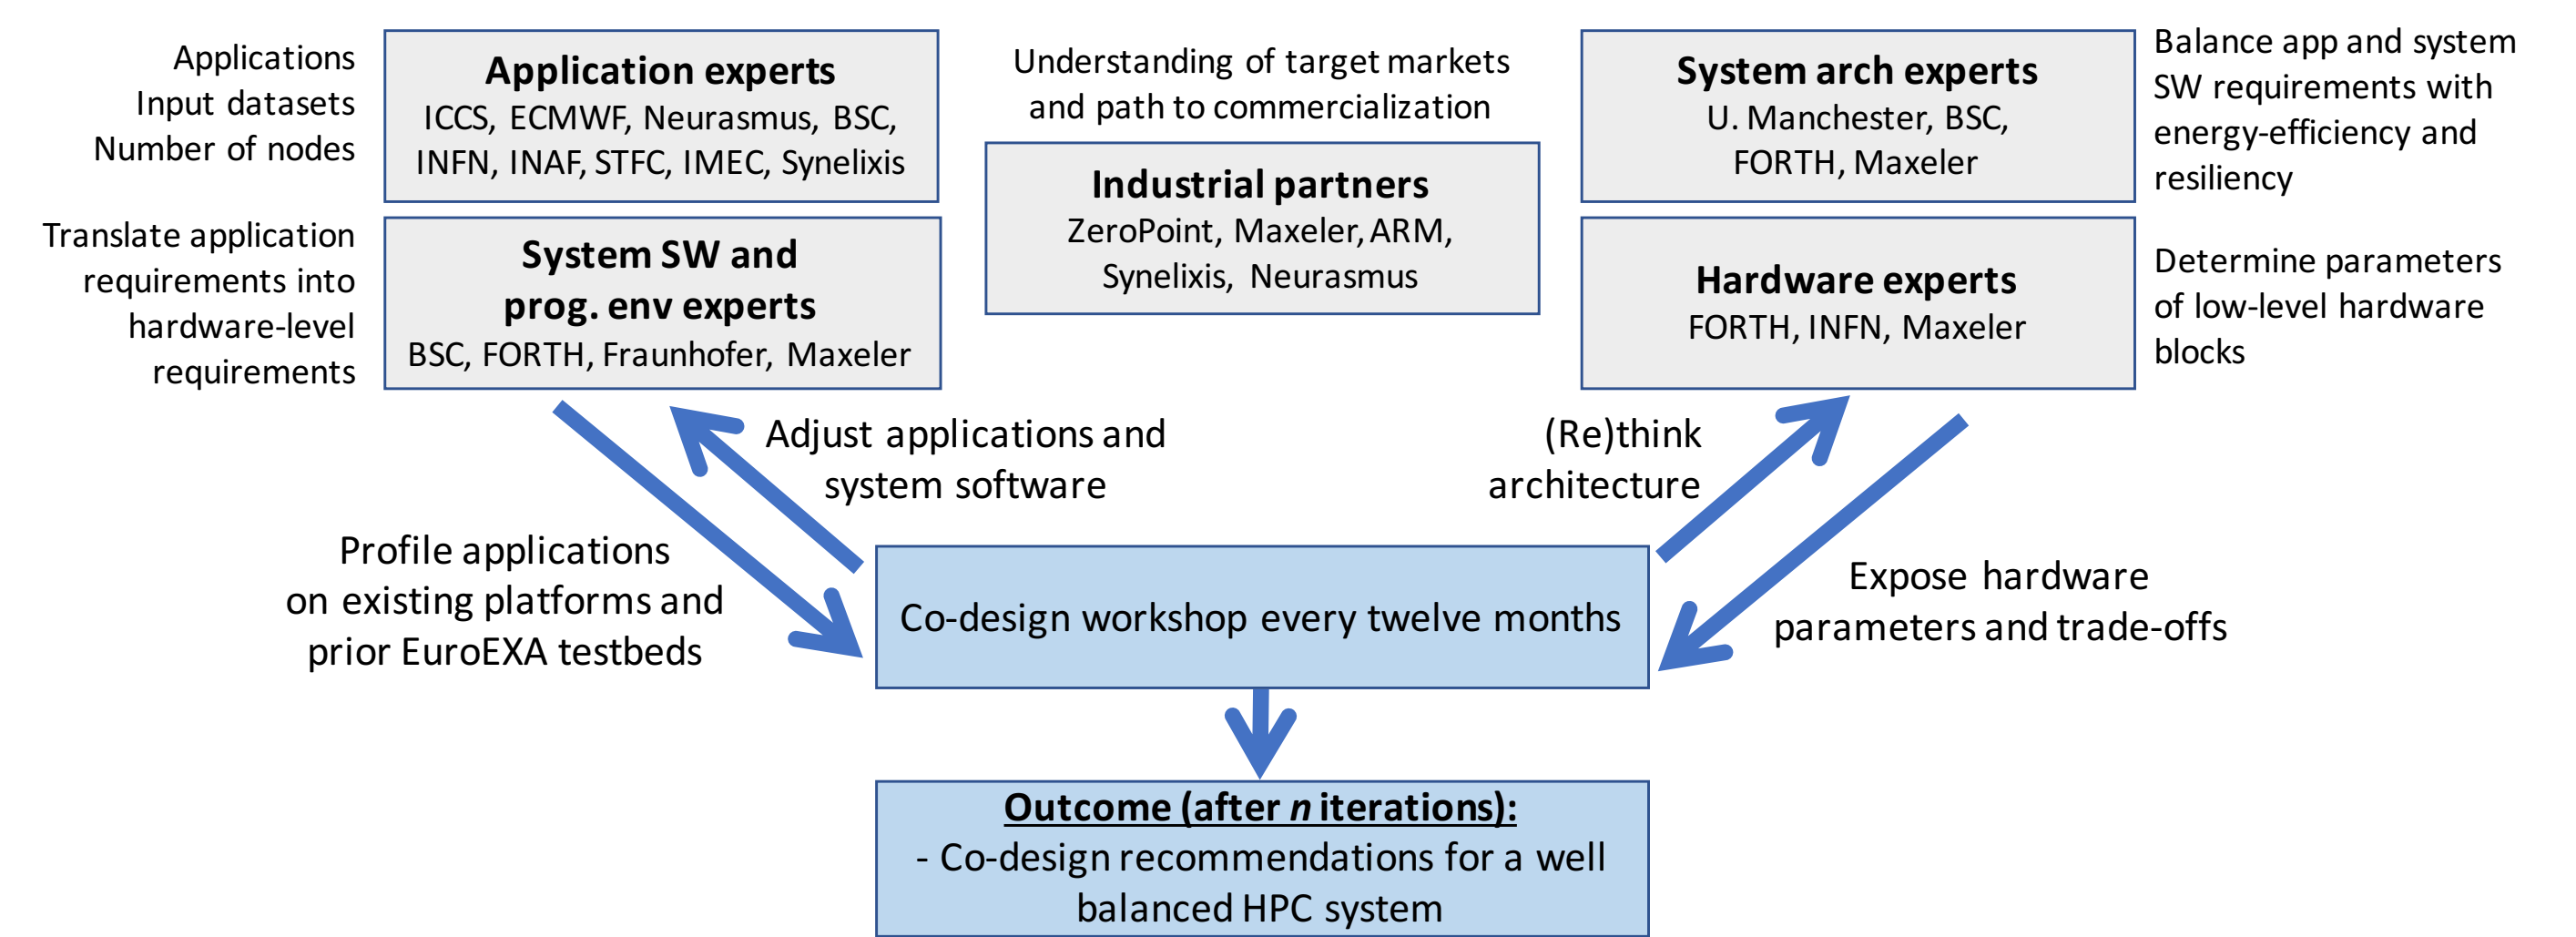 Applications
Input datasets
Number of nodes
Application experts
ICCS, ECMWF, Neurasmus, BSC,
INFN, INAF, STFC, IMEC, Synelixis
Translate application
requirements into
hardware-level
requirements
System SW and
prog. env experts
BSC, FORTH, Fraunhofer, Maxeler
Understanding of target markets
and path to commercialization
Industrial partners
ZeroPoint, Maxeler, ARM,
Synelixis, Neurasmus
System arch experts
U. Manchester, BSC,
FORTH, Maxeler
Balance app and system
SW requirements with
energy-efficiency and
resiliency
Hardware experts
FORTH, INFN, Maxeler
Determine parameters
of low-level hardware
blocks
Adjust applications and
system software
(Re)think
architecture
Profile applications
on existing platforms and
prior EuroEXA testbeds
Expose hardware
parameters and trade-offs
Co-design workshop every twelve months
Outcome (after n iterations):
- Co-design recommendations for a well
balanced HPC system